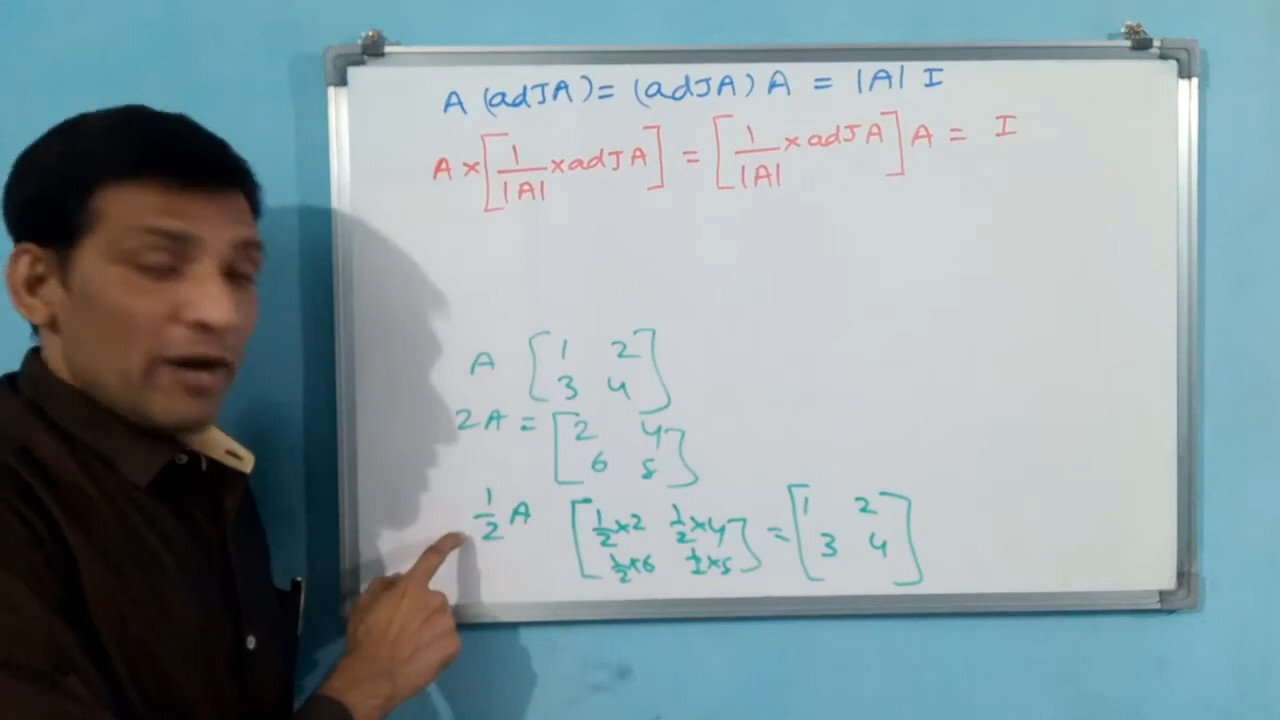 A (adJA) = (adJA) A = |A| I
A × [ 1/|A| × adJA ] = [ 1/|A| × adJA ] A = I
A [ 1 2
3 4 ]
2A = [ 2 4
6 8 ]
1/2 A [ 1/2×2 1/2×4
1/2×6 1/2×8 ] = [ 1 2
3 4 ]